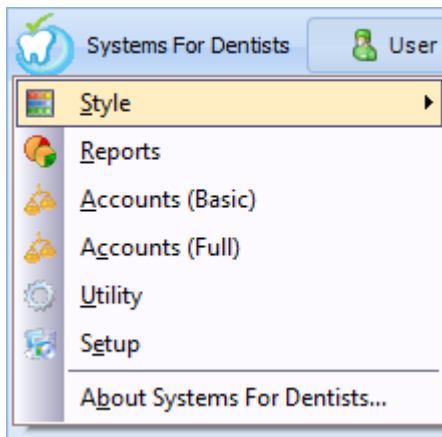 Systems For Dentists User
Style
Reports
Accounts (Basic)
Accounts (Full)
Utility
Setup
About Systems For Dentists...